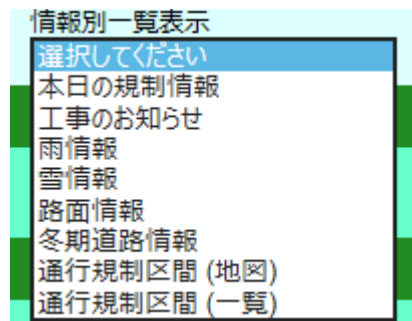 情報別一覧表示
選択してください
本日の規制情報
工事のお知らせ
雨情報
雪情報
路面情報
冬期道路情報
通行規制区間 (地図)
通行規制区間 (一覧)